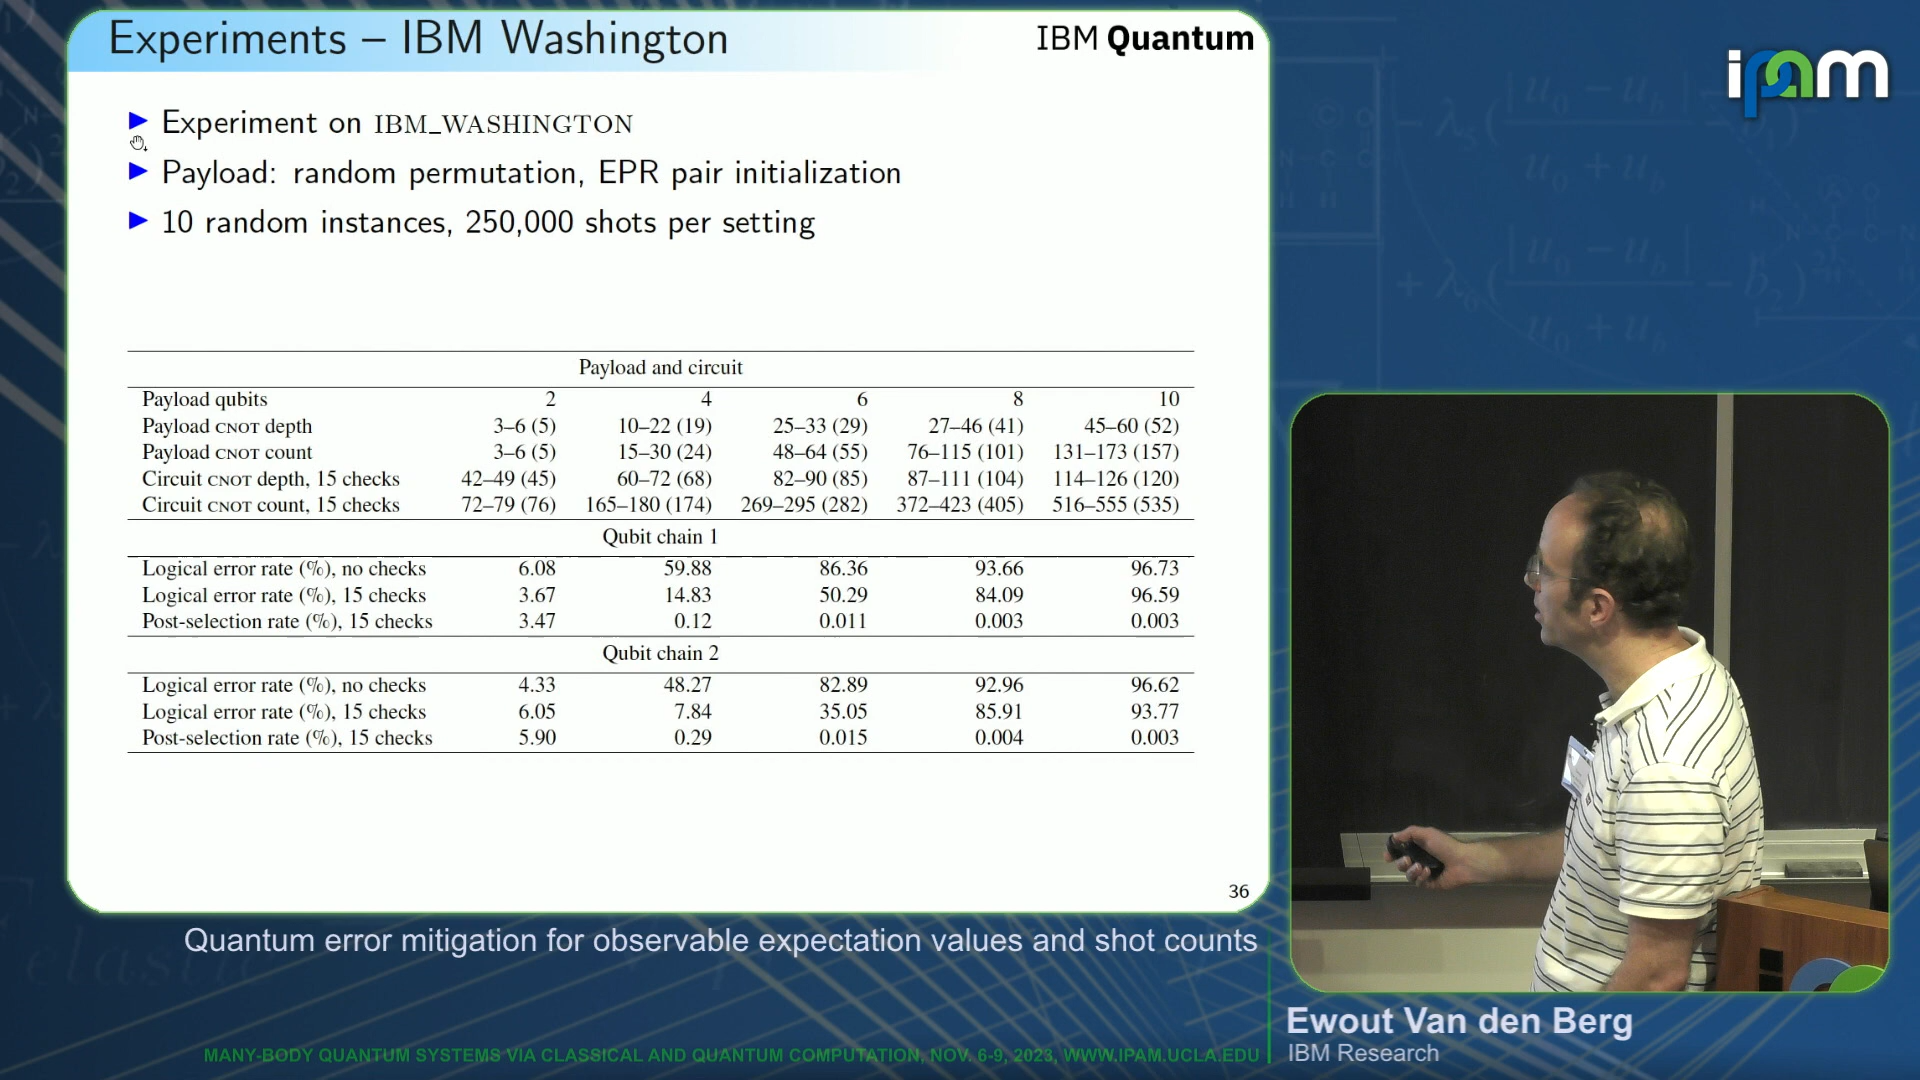 Experiments – IBM Washington
IBM Quantum
ipam
Experiment on IBM_WASHINGTON
Payload: random permutation, EPR pair initialization
10 random instances, 250,000 shots per setting
Payload and circuit
Payload qubits 2 4 6 8 10
Payload CNOT depth 3–6 (5) 10–22 (19) 25–33 (29) 27–46 (41) 45–60 (52)
Payload CNOT count 3–6 (5) 15–30 (24) 48–64 (55) 76–115 (101) 131–173 (157)
Circuit CNOT depth, 15 checks 42–49 (45) 60–72 (68) 82–90 (85) 87–111 (104) 114–126 (120)
Circuit CNOT count, 15 checks 72–79 (76) 165–180 (174) 269–295 (282) 372–423 (405) 516–555 (535)
Qubit chain 1
Logical error rate (%), no checks 6.08 59.88 86.36 93.66 96.73
Logical error rate (%), 15 checks 3.67 14.83 50.29 84.09 96.59
Post-selection rate (%), 15 checks 3.47 0.12 0.011 0.003 0.003
Qubit chain 2
Logical error rate (%), no checks 4.33 48.27 82.89 92.96 96.62
Logical error rate (%), 15 checks 6.05 7.84 35.05 85.91 93.77
Post-selection rate (%), 15 checks 5.90 0.29 0.015 0.004 0.003
36
Quantum error mitigation for observable expectation values and shot counts
Ewout Van den Berg
IBM Research
MANY-BODY QUANTUM SYSTEMS VIA CLASSICAL AND QUANTUM COMPUTATION, NOV. 6-9, 2023, WWW.IPAM.UCLA.EDU